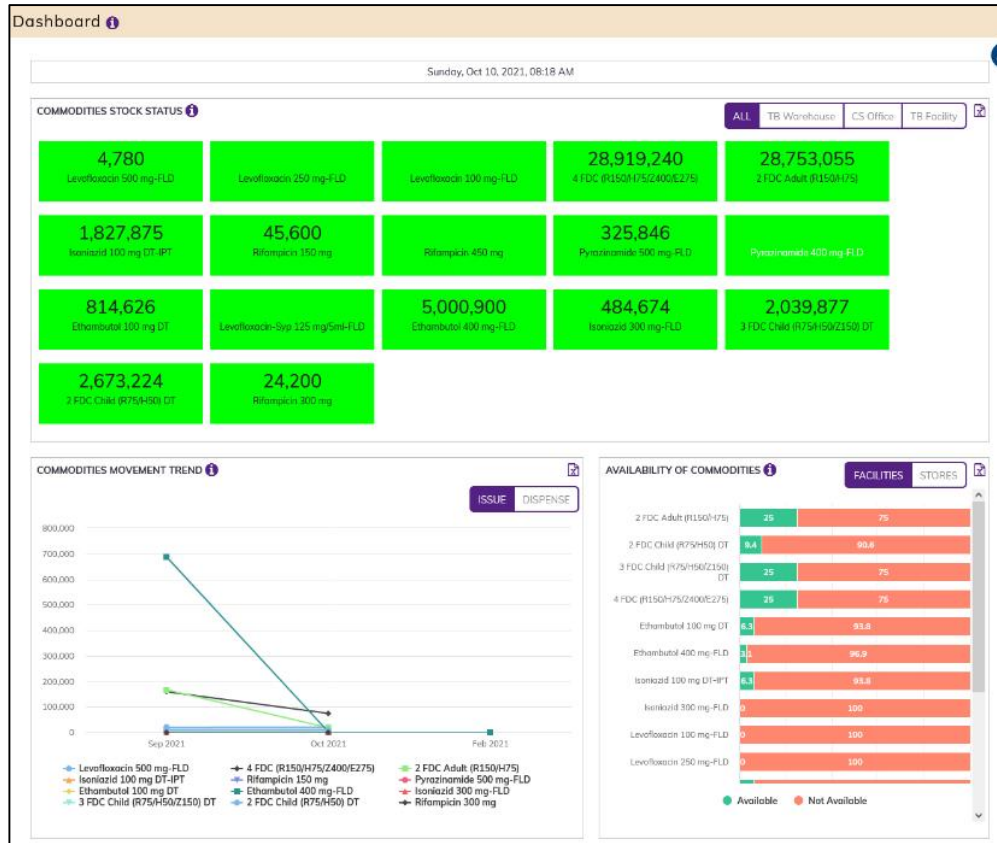 Dashboard
Sunday, Oct 10, 2021, 08:18 AM
COMMODITIES STOCK STATUS
ALL TB Warehouse CS Office TB Facility
4,780
Levofloxacin 500 mg-FLD
Levofloxacin 250 mg-FLD
Levofloxacin 100 mg-FLD
28,919,240
4 FDC (R150/H75/Z400/E275)
28,753,055
2 FDC Adult (R150/H75)
1,827,875
Isoniazid 100 mg DT-IPT
45,600
Rifampicin 150 mg
Rifampicin 450 mg
325,846
Pyrazinamide 500 mg-FLD
Pyrazinamide 400 mg-FLD
814,626
Ethambutol 100 mg DT
Levofloxacin-Syp 125 mg/5ml-FLD
5,000,900
Ethambutol 400 mg-FLD
484,674
Isoniazid 300 mg-FLD
2,039,877
3 FDC Child (R75/H50/Z150) DT
2,673,224
2 FDC Child (R75/H50) DT
24,200
Rifampicin 300 mg
COMMODITIES MOVEMENT TREND
ISSUE DISPENSE
800,000
700,000
600,000
500,000
400,000
300,000
200,000
100,000
0
Sep 2021 Oct 2021 Feb 2021
Levofloxacin 500 mg-FLD 4 FDC (R150/H75/Z400/E275) 2 FDC Adult (R150/H75)
Isoniazid 100 mg DT-IPT Rifampicin 150 mg Pyrazinamide 500 mg-FLD
Ethambutol 100 mg DT Ethambutol 400 mg-FLD Isoniazid 300 mg-FLD
3 FDC Child (R75/H50/Z150) DT 2 FDC Child (R75/H50) DT Rifampicin 300 mg
AVAILABILITY OF COMMODITIES
FACILITIES STORES
2 FDC Adult (R150/H75) 25 75
2 FDC Child (R75/H50) DT 9.4 90.6
3 FDC Child (R75/H50/Z150)
DT 25 75
4 FDC (R150/H75/Z400/E275) 25 75
Ethambutol 100 mg DT 6.3 93.8
Ethambutol 400 mg-FLD 3.1 96.9
Isoniazid 100 mg DT-IPT 6.3 93.8
Isoniazid 300 mg-FLD 0 100
Levofloxacin 100 mg-FLD 0 100
Levofloxacin 250 mg-FLD 0 100
Available Not Available